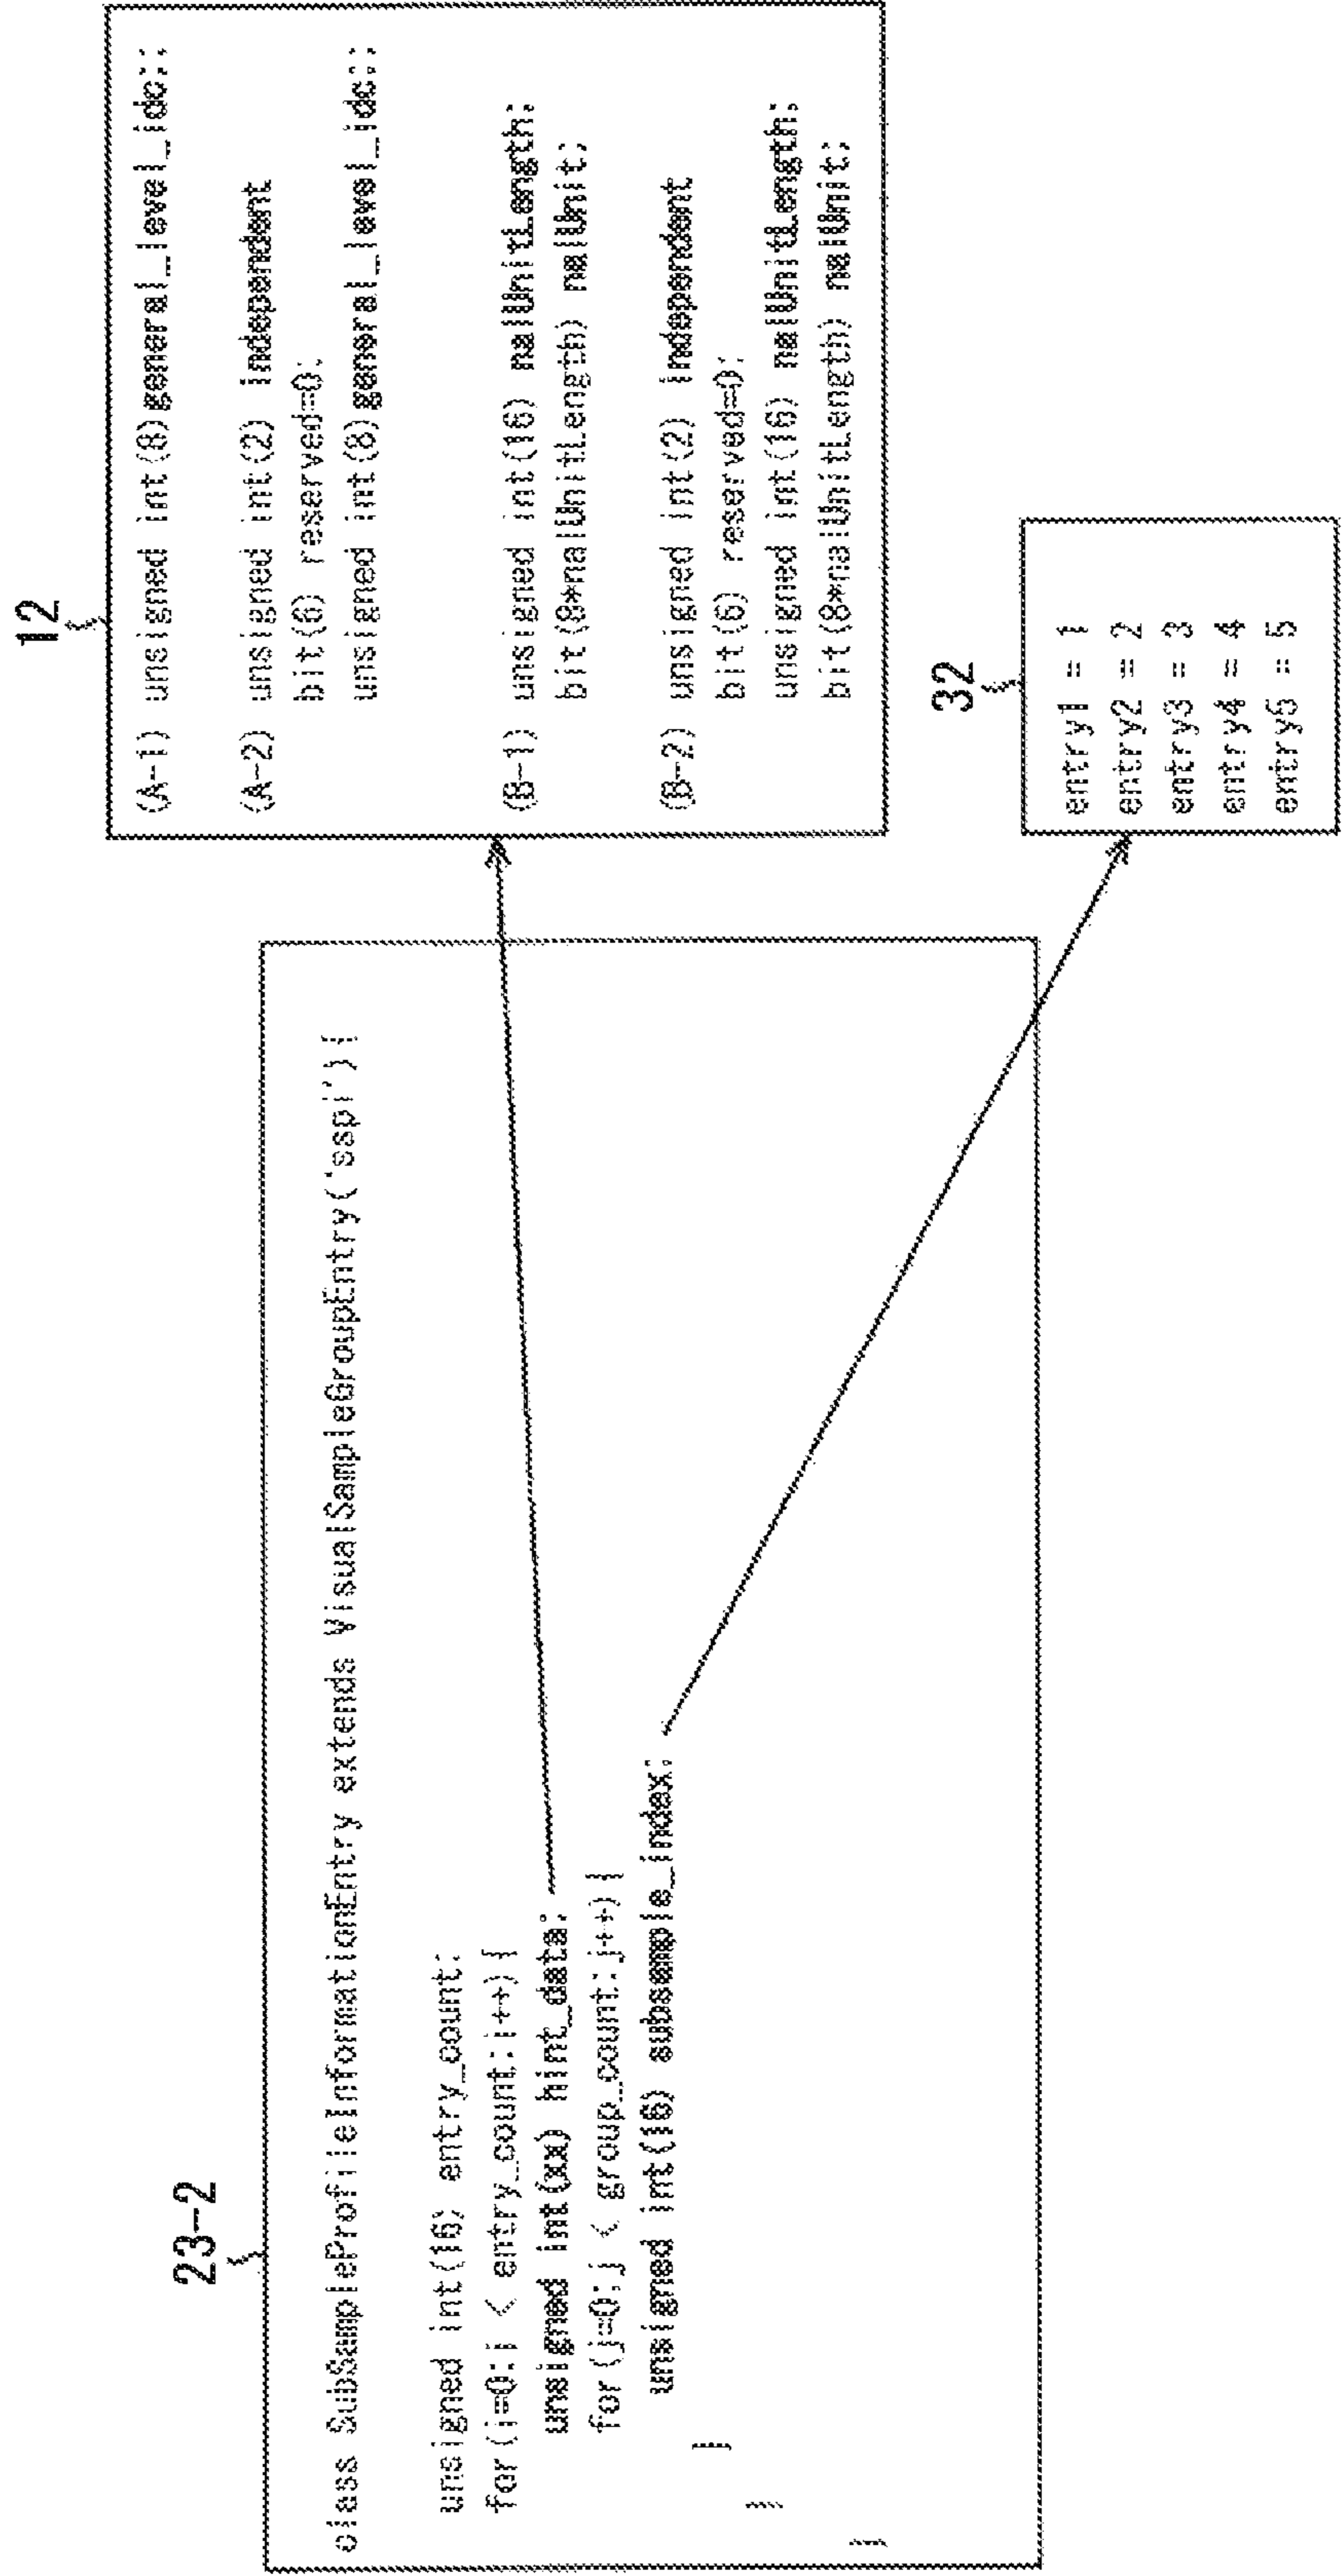 23-2
class SubSampleProfileInformationEntry extends VisualSampleGroupEntry('sspi'){
unsigned int(16) entry_count;
for(i=0;i < entry_count;i++){
unsigned int(xx) hint_data;
for(j=0;j < group_count;j++){
unsigned int(16) subsample_index;
}
}
}
12
(A-1) unsigned int(8)general_level_idc;;
(A-2) unsigned int(2) independent
bit(6) reserved=0;
unsigned int(8)general_level_idc;;
(B-1) unsigned int(16) nalUnitLength;
bit(8*nalUnitLength) nalUnit;
(B-2) unsigned int(2) independent
bit(6) reserved=0;
unsigned int(16) nalUnitLength;
bit(8*nalUnitLength) nalUnit;
32
entry1 = 1
entry2 = 2
entry3 = 3
entry4 = 4
entry5 = 5